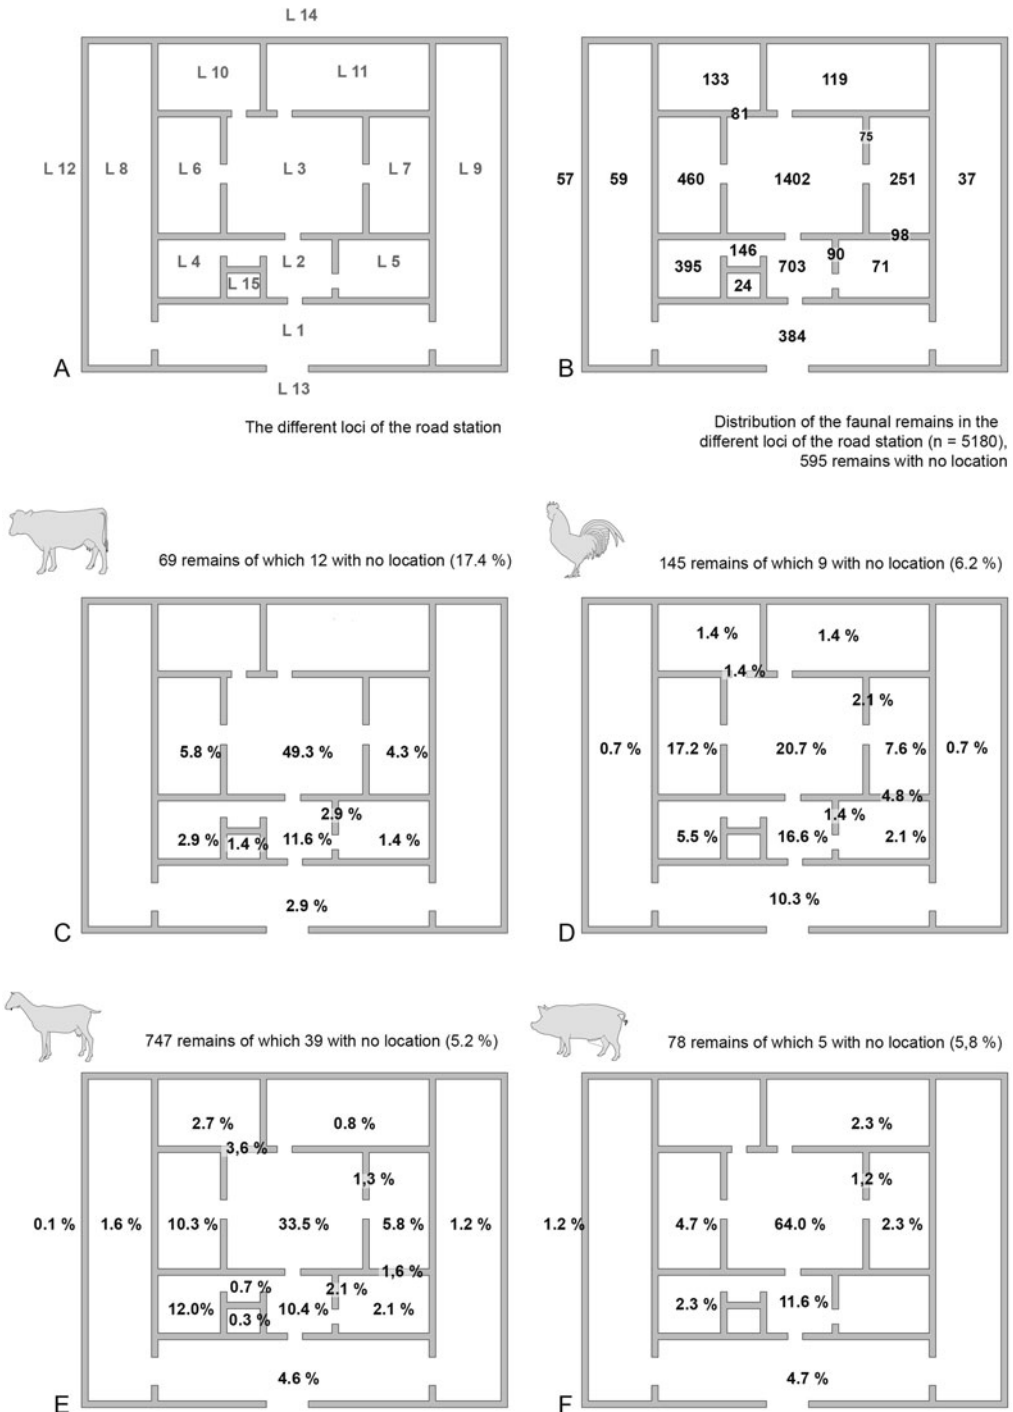 L 14
L 10
L 11
L 12
L 8
L 6
L 3
L 7
L 9
L 4
L 2
L 5
L 15
L 1
A
L 13
The different loci of the road station
133
119
81
75
57
59
460
1402
251
37
98
146
90
395
703
71
24
384
B
Distribution of the faunal remains in the
different loci of the road station (n = 5180),
595 remains with no location
69 remains of which 12 with no location (17.4 %)
5.8 %
49.3 %
4.3 %
2.9 %
2.9 %
1.4 %
11.6 %
1.4 %
2.9 %
C
145 remains of which 9 with no location (6.2 %)
1.4 %
1.4 %
1.4 %
2.1 %
0.7 %
17.2 %
20.7 %
7.6 %
0.7 %
4.8 %
1.4 %
5.5 %
16.6 %
2.1 %
10.3 %
D
747 remains of which 39 with no location (5.2 %)
2.7 %
0.8 %
3,6 %
1,3 %
0.1 %
1.6 %
10.3 %
33.5 %
5.8 %
1.2 %
1,6 %
0.7 %
2.1 %
12.0%
10.4 %
2.1 %
0.3 %
4.6 %
E
78 remains of which 5 with no location (5,8 %)
2.3 %
1,2 %
1.2 %
4.7 %
64.0 %
2.3 %
2.3 %
11.6 %
4.7 %
F